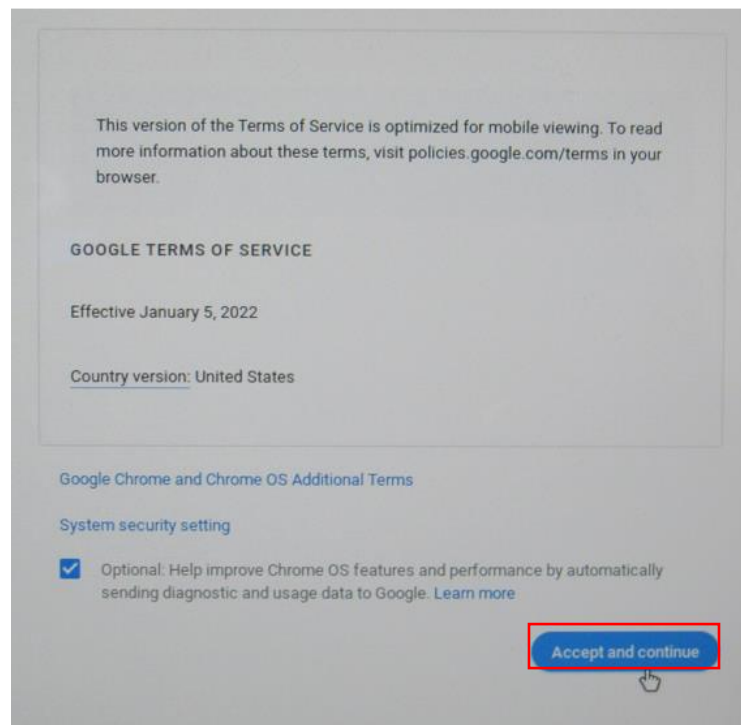 This version of the Terms of Service is optimized for mobile viewing. To read
more information about these terms, visit policies.google.com/terms in your
browser.
GOOGLE TERMS OF SERVICE
Effective January 5, 2022
Country version: United States
Google Chrome and Chrome OS Additional Terms
System security setting
Optional: Help improve Chrome OS features and performance by automatically
sending diagnostic and usage data to Google. Learn more
Accept and continue